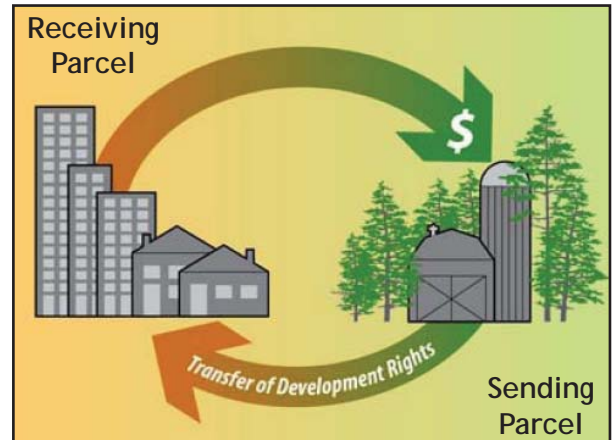 Receiving
Parcel
$
Transfer of Development Rights
Sending
Parcel